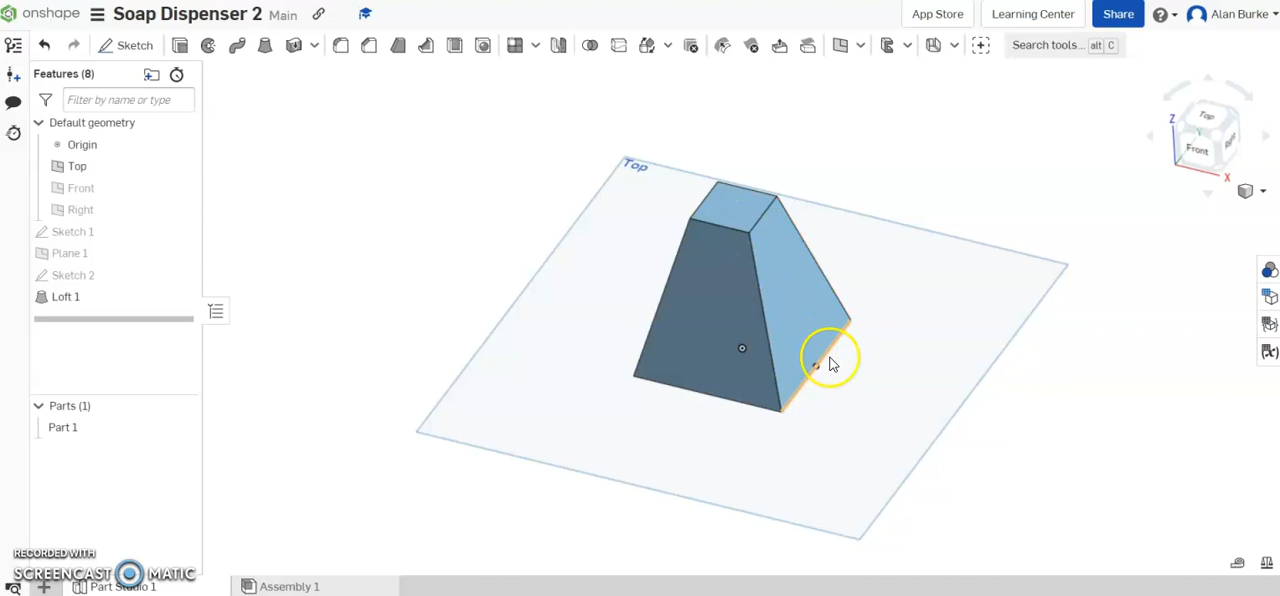 onshape Soap Dispenser 2 Main App Store Learning Center Share Alan Burke
Sketch Search tools... alt C
Features (8)
Filter by name or type
Default geometry
Origin
Top
Front
Right
Sketch 1
Plane 1
Sketch 2
Loft 1
Parts (1)
Part 1
Top
Top
Front
Right
Z
Y
X
RECORDED WITH
SCREENCAST MATIC
Part Studio 1 Assembly 1